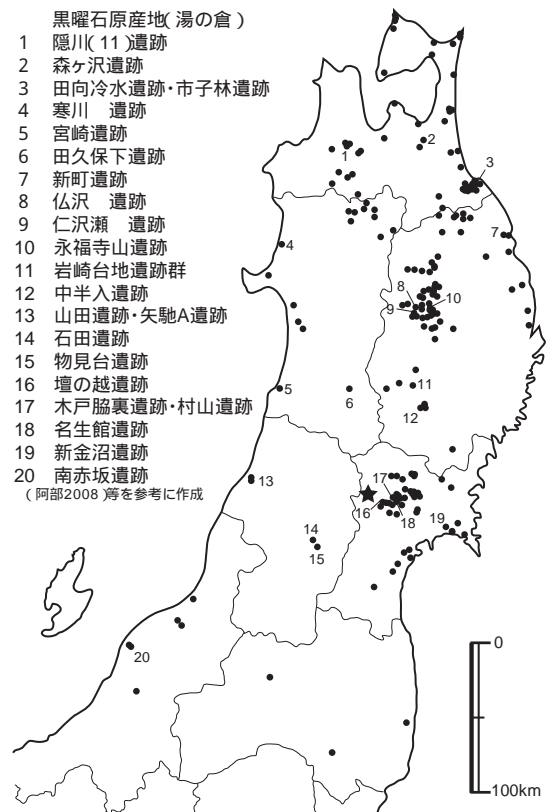 黒曜石原産地(湯の倉)
1 隠川(11)遺跡
2 森ヶ沢遺跡
3 田向冷水遺跡･市子林遺跡
4 寒川　遺跡
5 宮崎遺跡
6 田久保下遺跡
7 新町遺跡
8 仏沢　遺跡
9 仁沢瀬　遺跡
10 永福寺山遺跡
11 岩崎台地遺跡群
12 中半入遺跡
13 山田遺跡･矢馳A遺跡
14 石田遺跡
15 物見台遺跡
16 壇の越遺跡
17 木戸脇裏遺跡･村山遺跡
18 名生館遺跡
19 新金沼遺跡
20 南赤坂遺跡
(阿部2008)等を参考に作成
1
2
3
4
7
8
10
9
5
6
11
12
13
17
16
18
19
14
15
20
0
100km